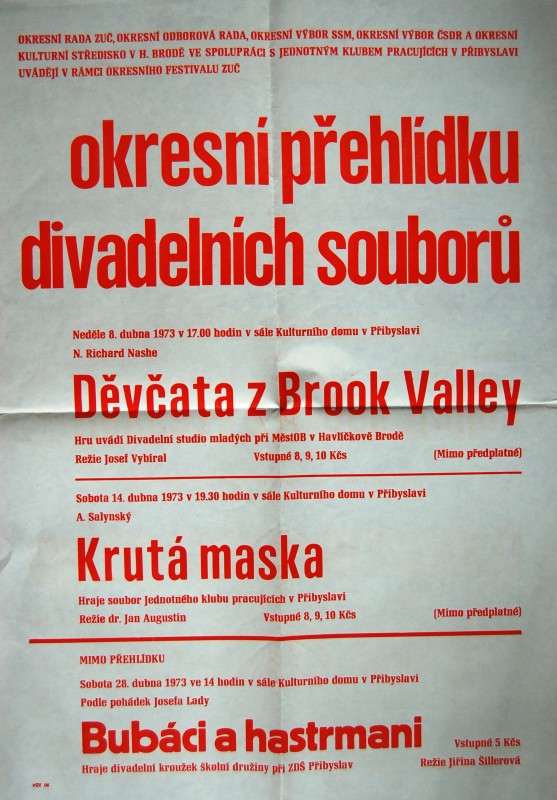 OKRESNÍ RADA ZUČ, OKRESNÍ ODBOROVÁ RADA, OKRESNÍ VÝBOR SSM, OKRESNÍ VÝBOR ČSDR A OKRESNÍ
KULTURNÍ STŘEDISKO V H. BRODĚ VE SPOLUPRÁCI S JEDNOTNÝM KLUBEM PRACUJÍCÍCH V PŘIBYSLAVI
UVÁDĚJÍ V RÁMCI OKRESNÍHO FESTIVALU ZUČ
okresní přehlídku
divadelních souborů
Neděle 8. dubna 1973 v 17.00 hodin v sále Kulturního domu v Přibyslavi
N. Richard Nashe
Děvčata z Brook Valley
Hru uvádí Divadelní studio mladých při MěstOB v Havlíčkově Brodě
Režie Josef Vybíral Vstupné 8, 9, 10 Kčs (Mimo předplatné)
Sobota 14. dubna 1973 v 19.30 hodin v sále Kulturního domu v Přibyslavi
A. Salynský
Krutá maska
Hraje soubor Jednotného klubu pracujících v Přibyslavi
Režie dr. Jan Augustin Vstupné 8, 9, 10 Kčs (Mimo předplatné)
MIMO PŘEHLÍDKU
Sobota 28. dubna 1973 ve 14 hodin v sále Kulturního domu v Přibyslavi
Podle pohádek Josefa Lady
Bubáci a hastrmani
Vstupné 5 Kčs
Hraje divadelní kroužek školní družiny při ZDŠ Přibyslav Režie Jiřina Šillerová